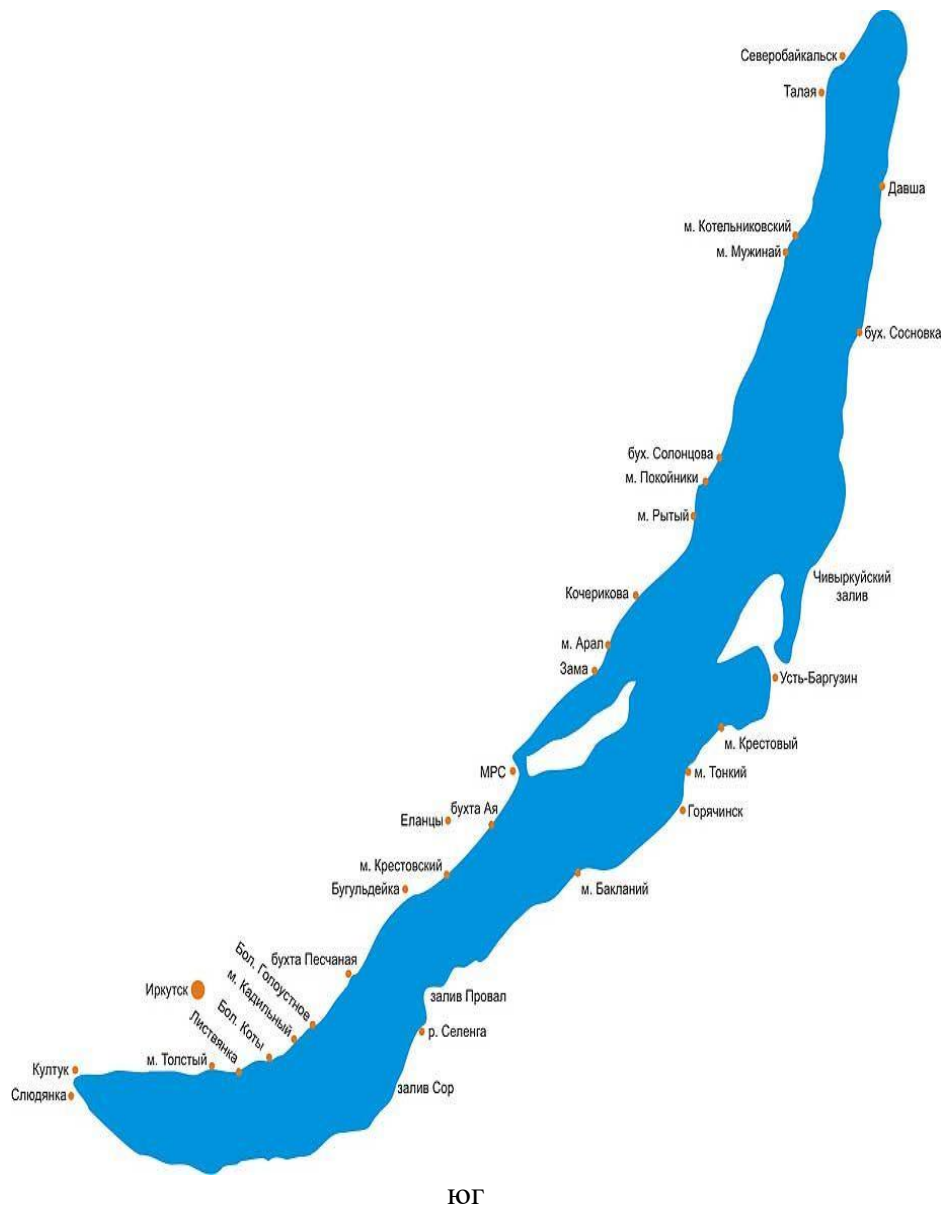 Северобайкальск
Талая
Давша
м. Котельниковский
м. Мужинай
бух. Сосновка
бух. Солонцова
м. Покойники
м. Рытый
Чивыркуйский
залив
Кочерикова
м. Арал
Зама
Усть-Баргузин
м. Крестовый
МРС
м. Тонкий
бухта Ая
Горячинск
Еланцы
м. Крестовский
Бугульдейка
м. Бакланий
бухта Песчаная
Бол. Голоустное
м. Кадильный
Иркутск
Бол. Коты
Листвянка
залив Провал
р. Селенга
м. Толстый
Култук
залив Сор
Слюдянка
юг